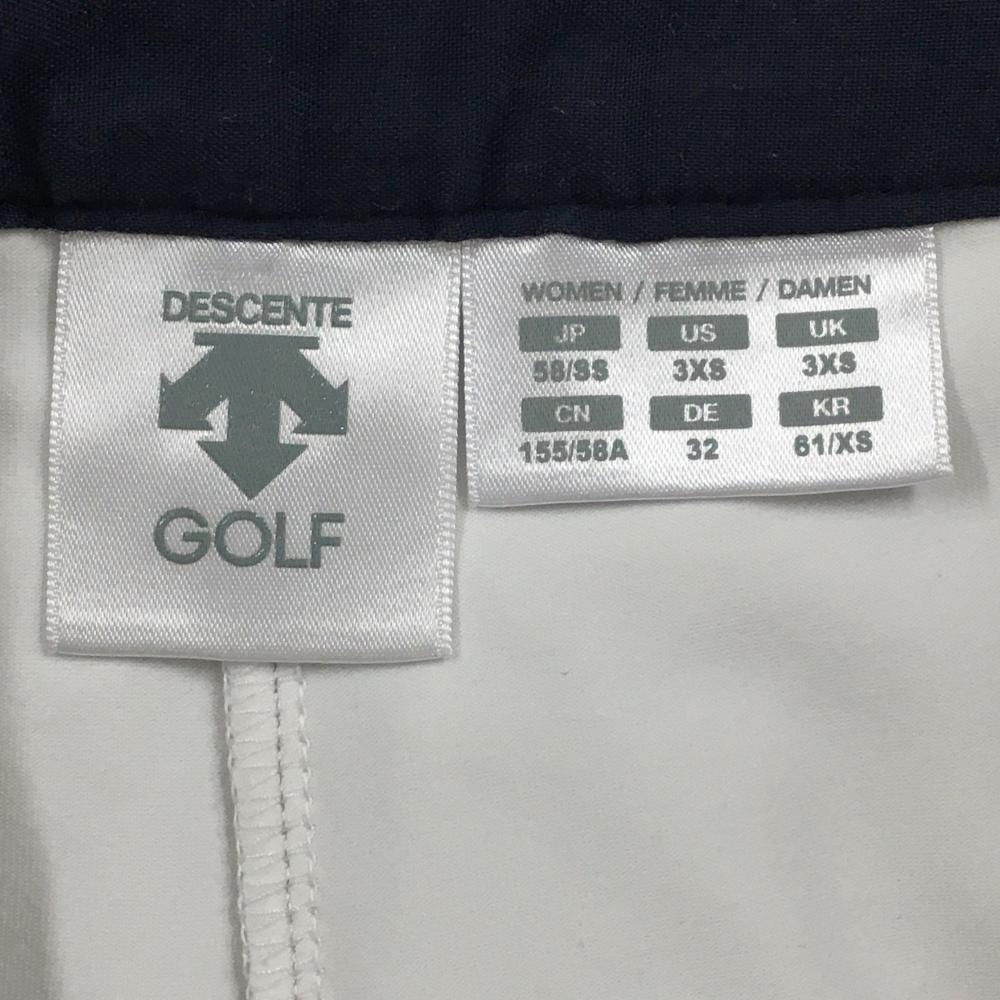 DESCENTE
GOLF
WOMEN / FEMME / DAMEN
JP US UK
58/SS 3XS 3XS
CN DE KR
155/58A 32 61/XS